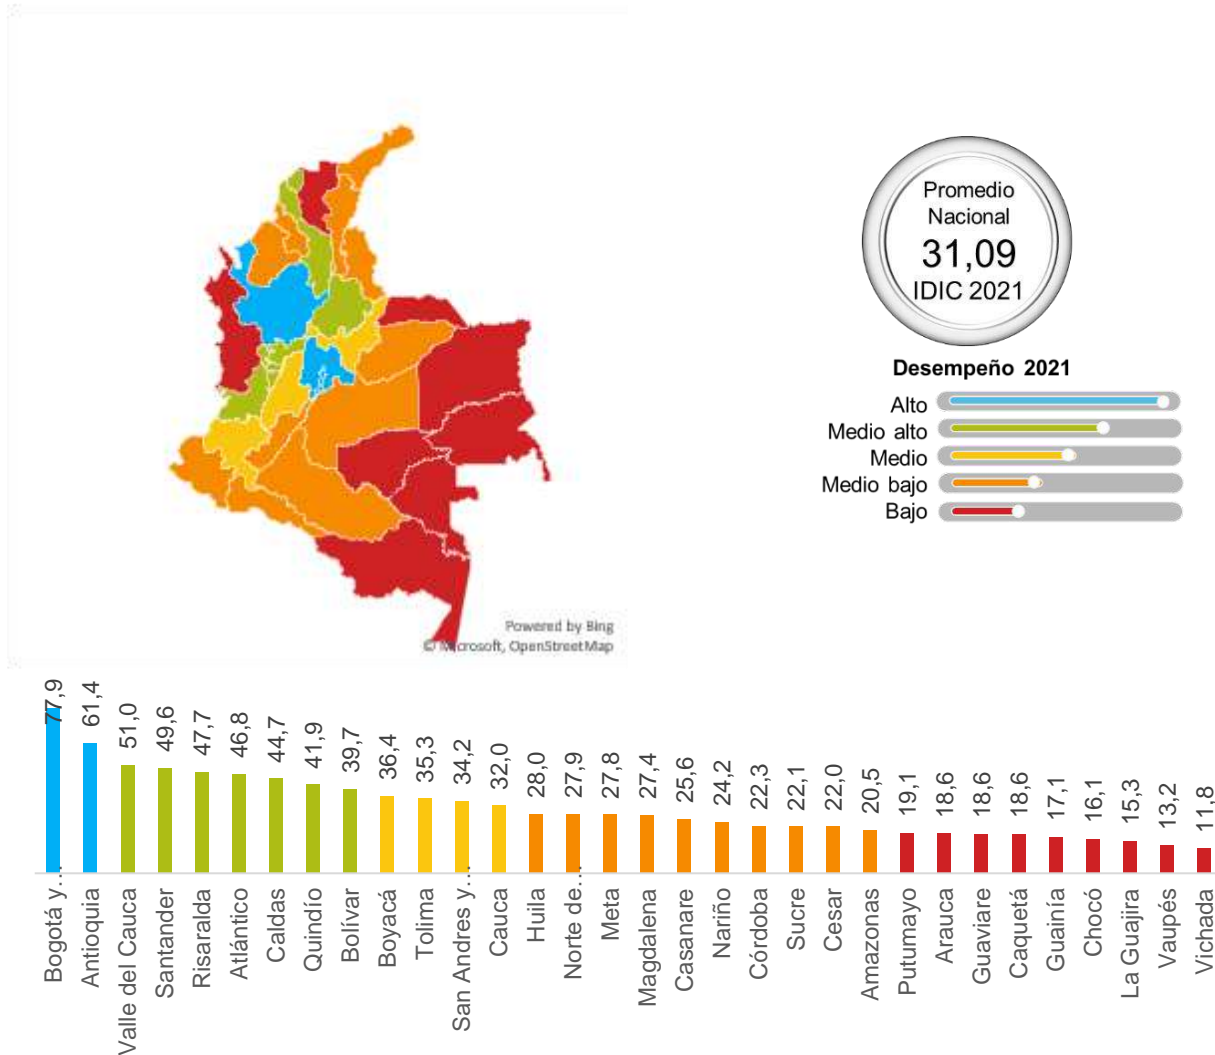 Promedio
Nacional
31,09
IDIC 2021
Desempeño 2021
Alto
Medio alto
Medio
Medio bajo
Bajo
Powered by Bing
© Microsoft, OpenStreetMap
77,9
61,4
51,0
49,6
47,7
46,8
44,7
41,9
39,7
36,4
35,3
34,2
32,0
28,0
27,9
27,8
27,4
25,6
24,2
22,3
22,1
22,0
20,5
19,1
18,6
18,6
18,6
17,1
16,1
15,3
13,2
11,8
Bogotá y…
Antioquia
Valle del Cauca
Santander
Risaralda
Atlántico
Caldas
Quindío
Bolívar
Boyacá
Tolima
San Andres y…
Cauca
Huila
Norte de…
Meta
Magdalena
Casanare
Nariño
Córdoba
Sucre
Cesar
Amazonas
Putumayo
Arauca
Guaviare
Caquetá
Guainía
Chocó
La Guajira
Vaupés
Vichada